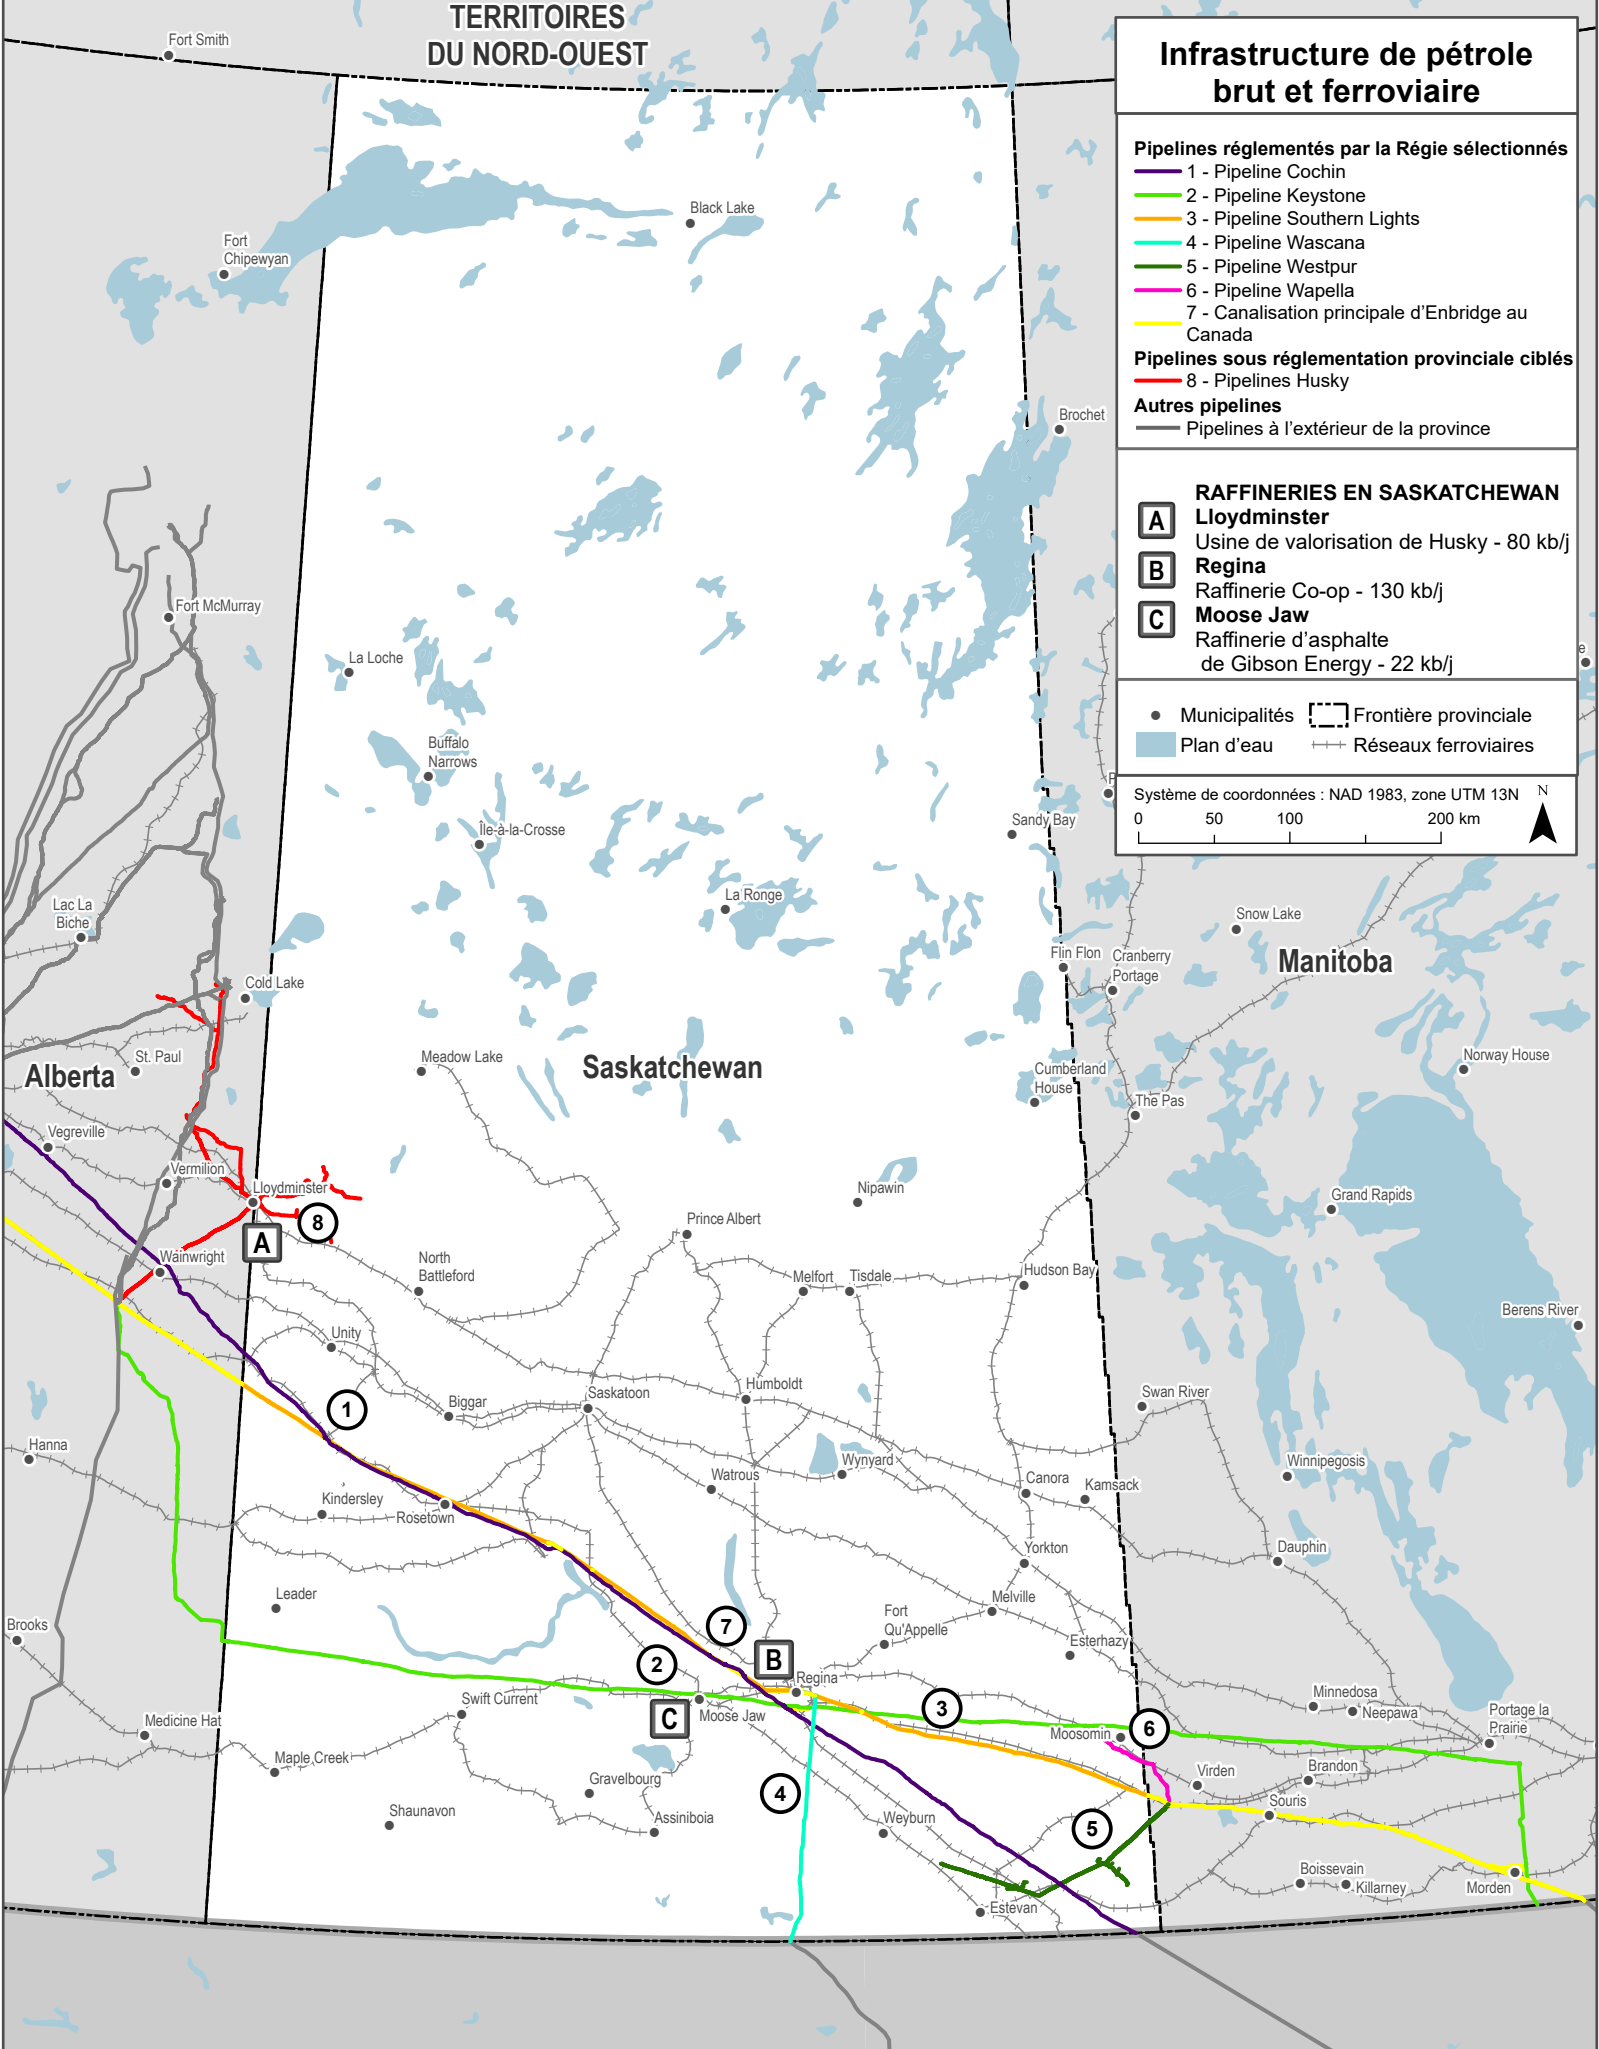 TERRITOIRES
DU NORD-OUEST
Fort Smith
Infrastructure de pétrole
brut et ferroviaire
Pipelines réglementés par la Régie sélectionnés
1 - Pipeline Cochin
2 - Pipeline Keystone
3 - Pipeline Southern Lights
4 - Pipeline Wascana
5 - Pipeline Westpur
6 - Pipeline Wapella
7 - Canalisation principale d’Enbridge au
Canada
Pipelines sous réglementation provinciale ciblés
8 - Pipelines Husky
Autres pipelines
Pipelines à l’extérieur de la province
RAFFINERIES EN SASKATCHEWAN
A
Lloydminster
Usine de valorisation de Husky - 80 kb/j
B
Regina
Raffinerie Co-op - 130 kb/j
C
Moose Jaw
Raffinerie d’asphalte
de Gibson Energy - 22 kb/j
Municipalités
Frontière provinciale
Plan d’eau
Réseaux ferroviaires
Système de coordonnées : NAD 1983, zone UTM 13N
N
0 50 100 200 km
Black Lake
Fort
Chipewyan
Brochet
Fort McMurray
La Loche
Buffalo
Narrows
Île-à-la-Crosse
Sandy Bay
La Ronge
Lac La
Biche
Snow Lake
Flin Flon
Cranberry
Portage
Manitoba
Cold Lake
St. Paul
Meadow Lake
Alberta
Saskatchewan
Norway House
Cumberland
House
The Pas
Vegreville
Vermilion
Lloydminster
8
A
Nipawin
Grand Rapids
Prince Albert
Wainwright
North
Battleford
Melfort
Tisdale
Hudson Bay
Berens River
Unity
1
Biggar
Saskatoon
Humboldt
Swan River
Hanna
Watrous
Wynyard
Canora
Kamsack
Winnipegosis
Kindersley
Rosetown
Yorkton
Dauphin
Leader
Melville
Brooks
7
Fort
Qu'Appelle
Esterhazy
2
B
Regina
Swift Current
C
Moose Jaw
3
6
Moosomin
Minnedosa
Neepawa
Portage la
Prairie
Medicine Hat
Maple Creek
Gravelbourg
4
Virden
Brandon
Shaunavon
Assiniboia
Weyburn
5
Souris
Boissevain
Killarney
Morden
Estevan